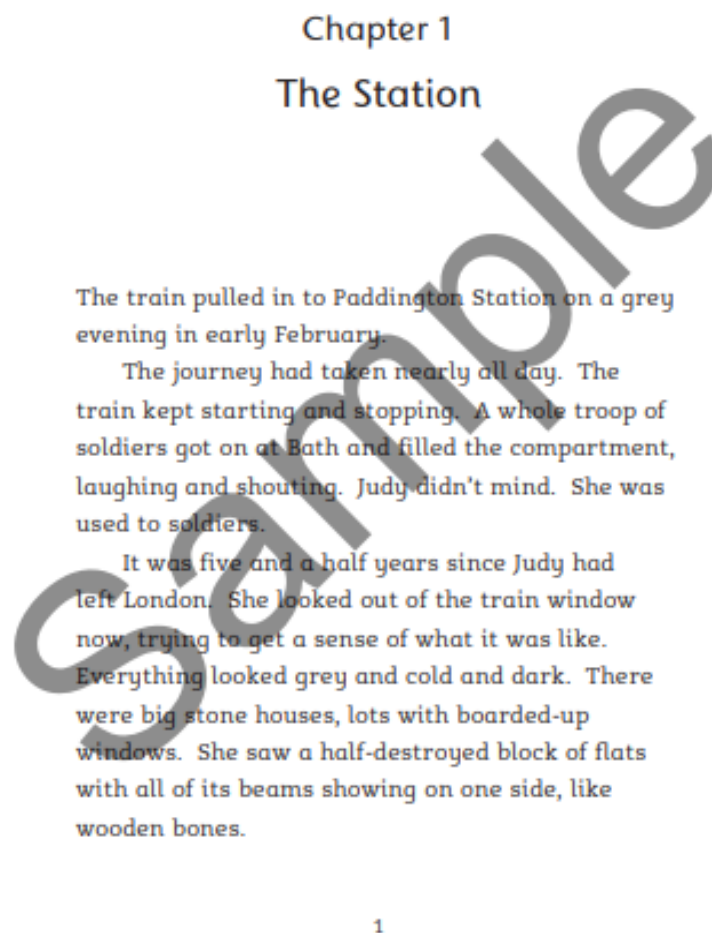 Chapter 1
The Station
The train pulled in to Paddington Station on a grey
evening in early February.
The journey had taken nearly all day. The
train kept starting and stopping. A whole troop of
soldiers got on at Bath and filled the compartment,
laughing and shouting. Judy didn't mind. She was
used to soldiers.
It was five and a half years since Judy had
left London. She looked out of the train window
now, trying to get a sense of what it was like.
Everything looked grey and cold and dark. There
were big stone houses, lots with boarded-up
windows. She saw a half-destroyed block of flats
with all of its beams showing on one side, like
wooden bones.
1
Sample